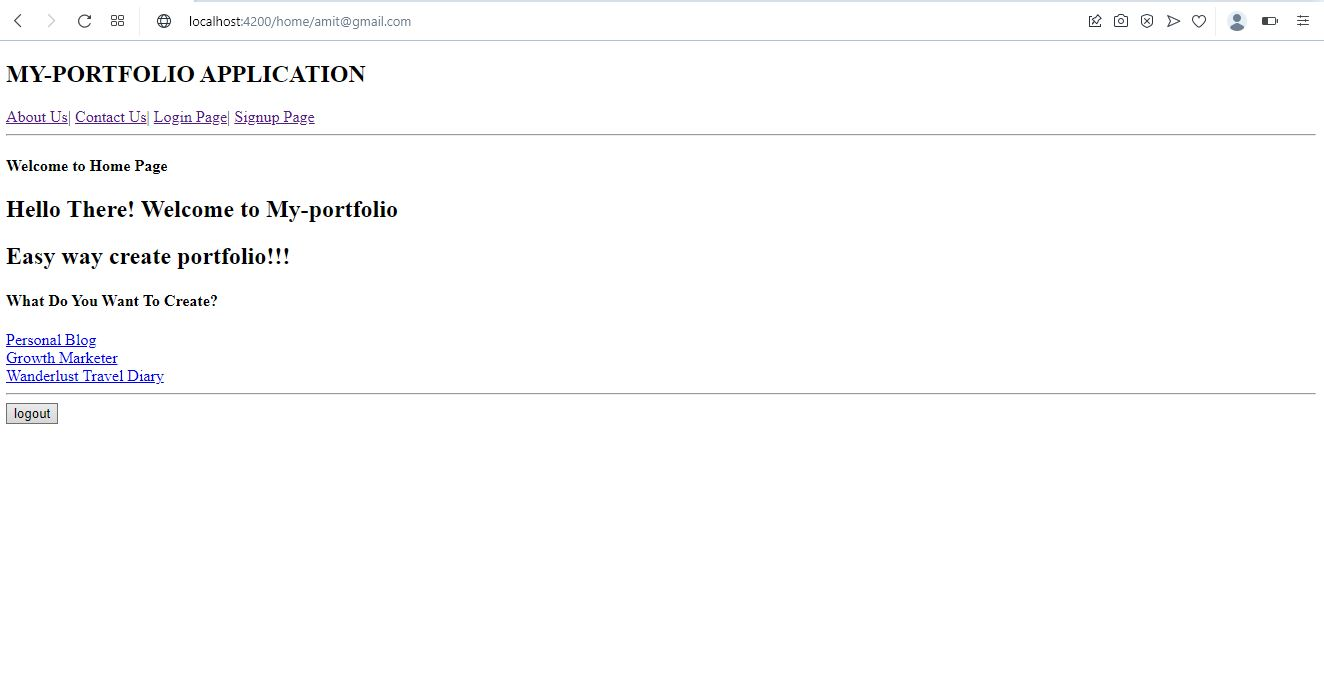 localhost:4200/home/amit@gmail.com
MY-PORTFOLIO APPLICATION
About Us| Contact Us| Login Page| Signup Page
Welcome to Home Page
Hello There! Welcome to My-portfolio
Easy way create portfolio!!!
What Do You Want To Create?
Personal Blog
Growth Marketer
Wanderlust Travel Diary
logout